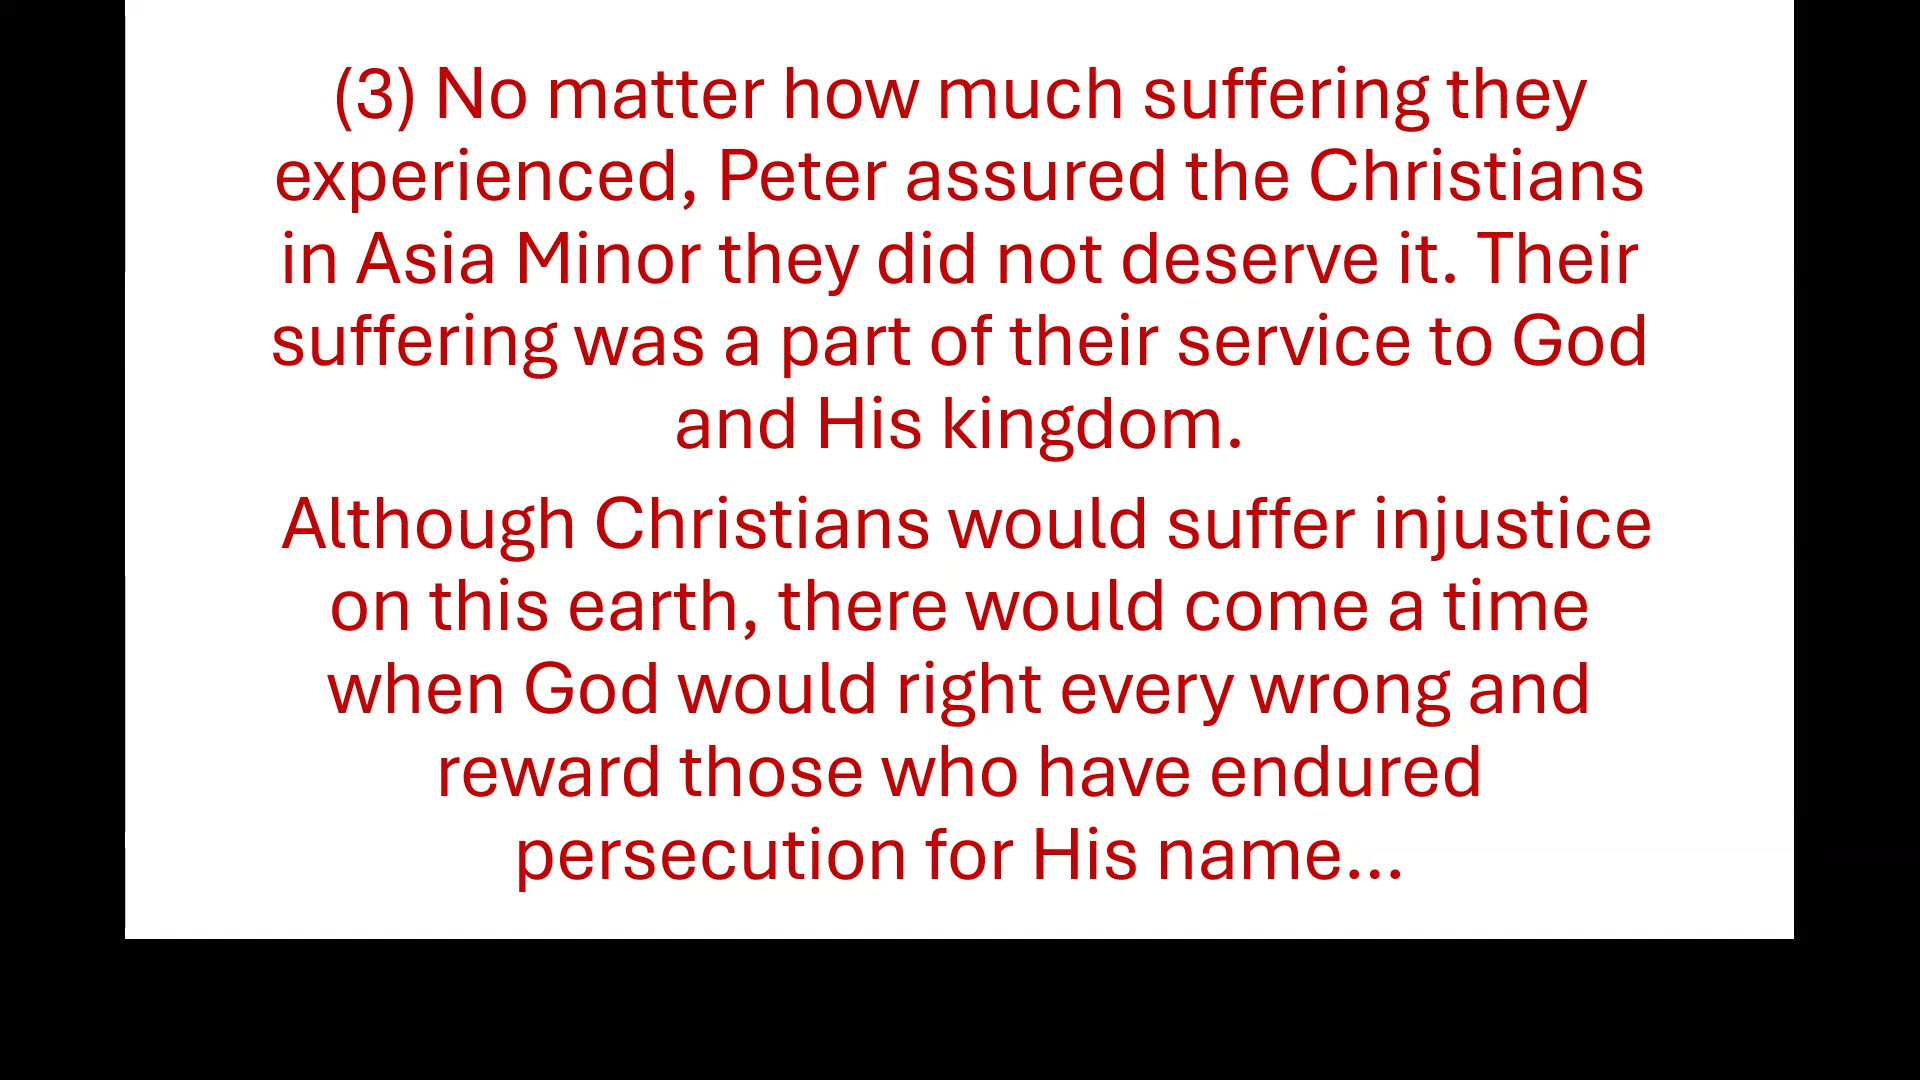 (3) No matter how much suffering they
experienced, Peter assured the Christians
in Asia Minor they did not deserve it. Their
suffering was a part of their service to God
and His kingdom.
Although Christians would suffer injustice
on this earth, there would come a time
when God would right every wrong and
reward those who have endured
persecution for His name...